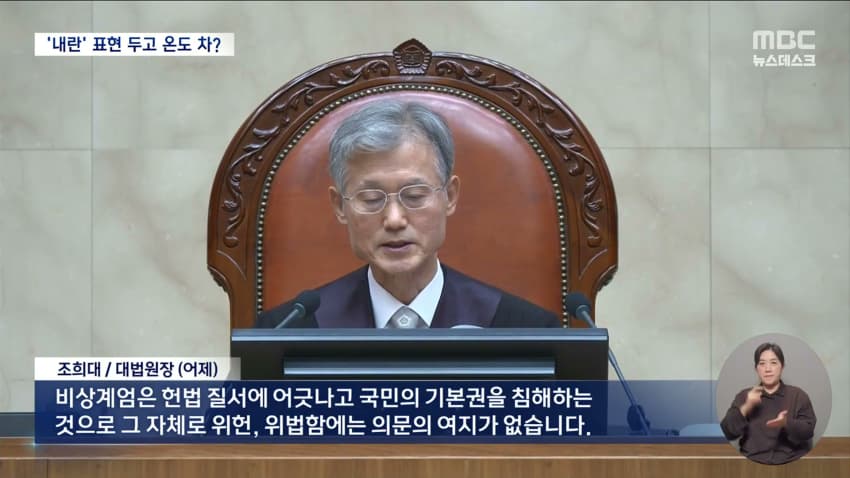 '내란' 표현 두고 온도 차?
MBC
뉴스데스크
조희대 / 대법원장 (어제)
비상계엄은 헌법 질서에 어긋나고 국민의 기본권을 침해하는
것으로 그 자체로 위헌, 위법함에는 의문의 여지가 없습니다.